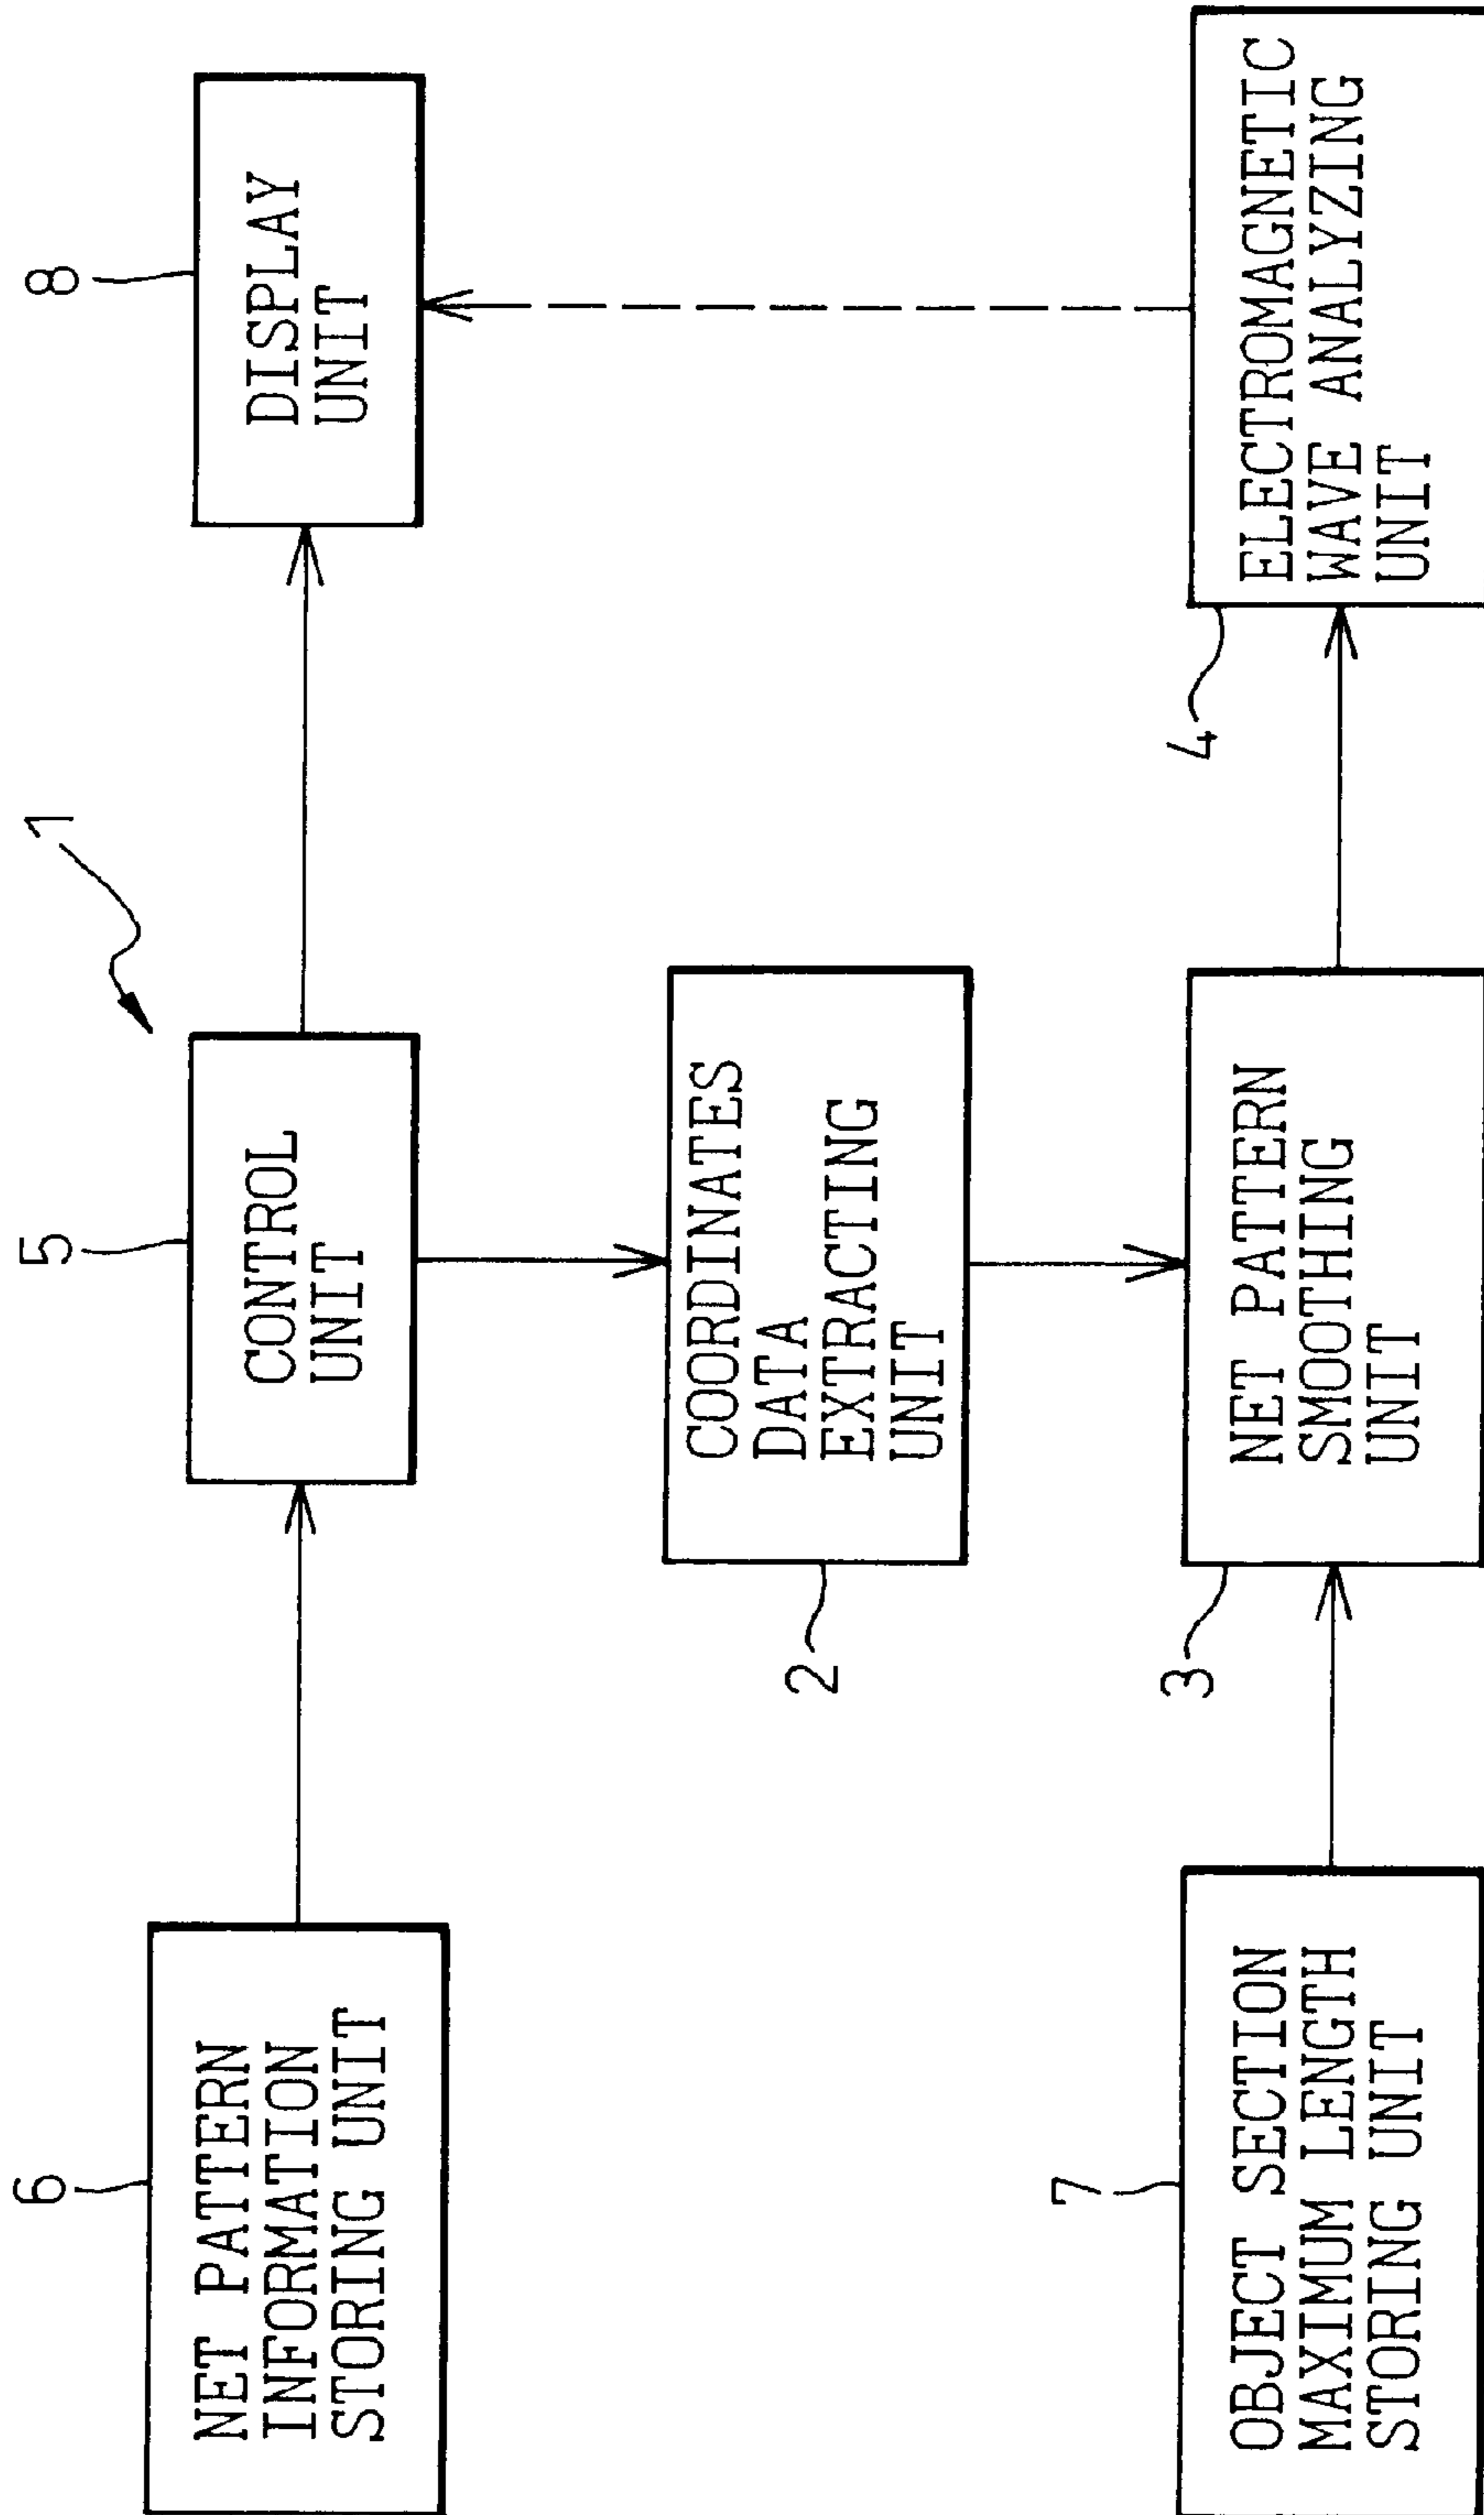 1
6
NET PATTERN
INFORMATION
STORING UNIT
5
CONTROL
UNIT
8
DISPLAY
UNIT
2
COORDINATES
DATA
EXTRACTING
UNIT
7
OBJECT SECTION
MAXIMUM LENGTH
STORING UNIT
3
NET PATTERN
SMOOTHING
UNIT
4
ELECTROMAGNETIC
WAVE ANALYZING
UNIT